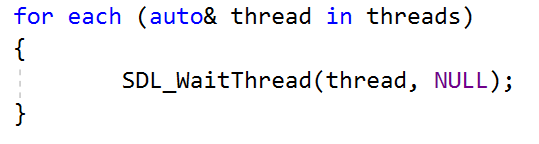 for each (auto& thread in threads)
{
        SDL_WaitThread(thread, NULL);
}